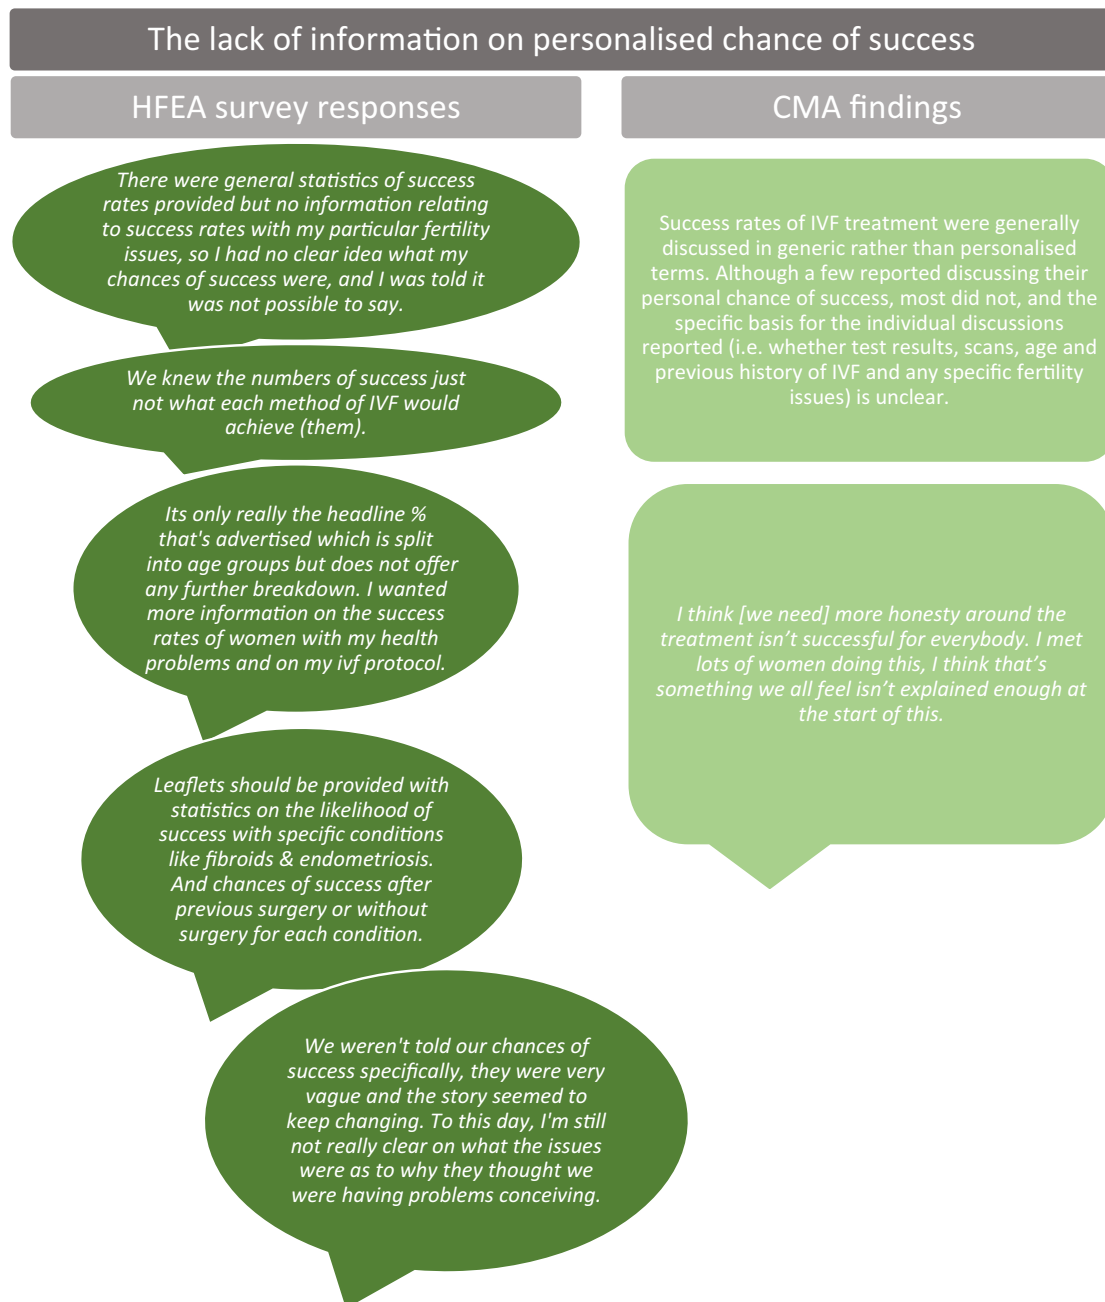 The lack of information on personalised chance of success
HFEA survey responses
There were general statistics of success
rates provided but no information relating
to success rates with my particular fertility
issues, so I had no clear idea what my
chances of success were, and I was told it
was not possible to say.
We knew the numbers of success just
not what each method of IVF would
achieve (them).
Its only really the headline %
that's advertised which is split
into age groups but does not offer
any further breakdown. I wanted
more information on the success
rates of women with my health
problems and on my ivf protocol.
Leaflets should be provided with
statistics on the likelihood of
success with specific conditions
like fibroids & endometriosis.
And chances of success after
previous surgery or without
surgery for each condition.
We weren't told our chances of
success specifically, they were very
vague and the story seemed to
keep changing. To this day, I'm still
not really clear on what the issues
were as to why they thought we
were having problems conceiving.
CMA findings
Success rates of IVF treatment were generally
discussed in generic rather than personalised
terms. Although a few reported discussing their
personal chance of success, most did not, and the
specific basis for the individual discussions
reported (i.e. whether test results, scans, age and
previous history of IVF and any specific fertility
issues) is unclear.
I think [we need] more honesty around the
treatment isn’t successful for everybody. I met
lots of women doing this, I think that’s
something we all feel isn’t explained enough at
the start of this.